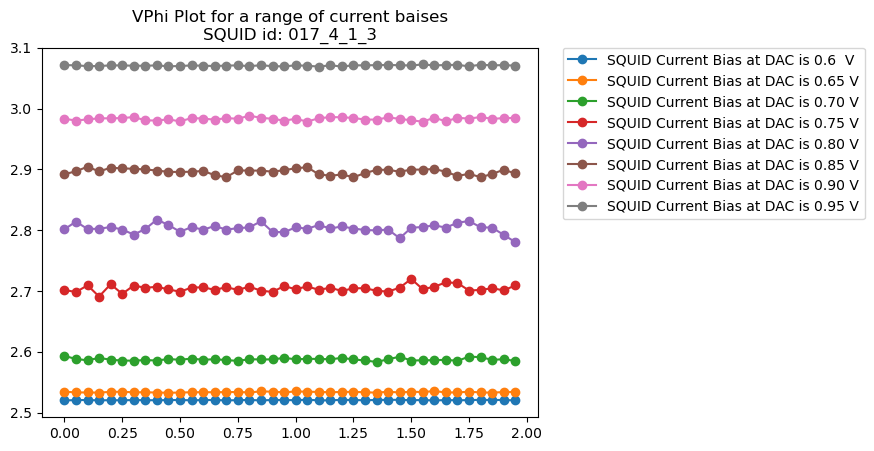 VPhi Plot for a range of current baises
SQUID id: 017_4_1_3
3.1
3.0
2.9
2.8
2.7
2.6
2.5
0.00 0.25 0.50 0.75 1.00 1.25 1.50 1.75 2.00
SQUID Current Bias at DAC is 0.6  V
SQUID Current Bias at DAC is 0.65 V
SQUID Current Bias at DAC is 0.70 V
SQUID Current Bias at DAC is 0.75 V
SQUID Current Bias at DAC is 0.80 V
SQUID Current Bias at DAC is 0.85 V
SQUID Current Bias at DAC is 0.90 V
SQUID Current Bias at DAC is 0.95 V